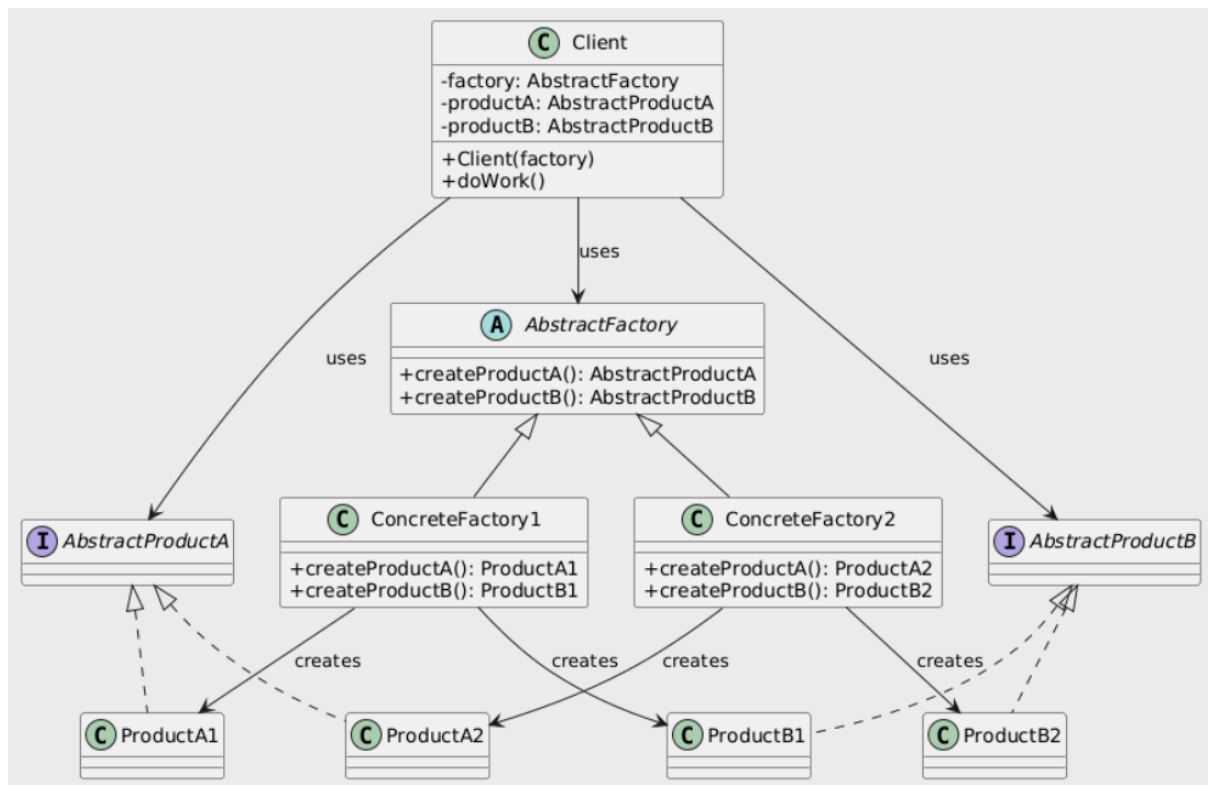 C Client
-factory: AbstractFactory
-productA: AbstractProductA
-productB: AbstractProductB
+Client(factory)
+doWork()
uses
uses
uses
A AbstractFactory
+createProductA(): AbstractProductA
+createProductB(): AbstractProductB
I AbstractProductA
C ConcreteFactory1
+createProductA(): ProductA1
+createProductB(): ProductB1
C ConcreteFactory2
+createProductA(): ProductA2
+createProductB(): ProductB2
I AbstractProductB
creates
creates
creates
creates
C ProductA1
C ProductA2
C ProductB1
C ProductB2